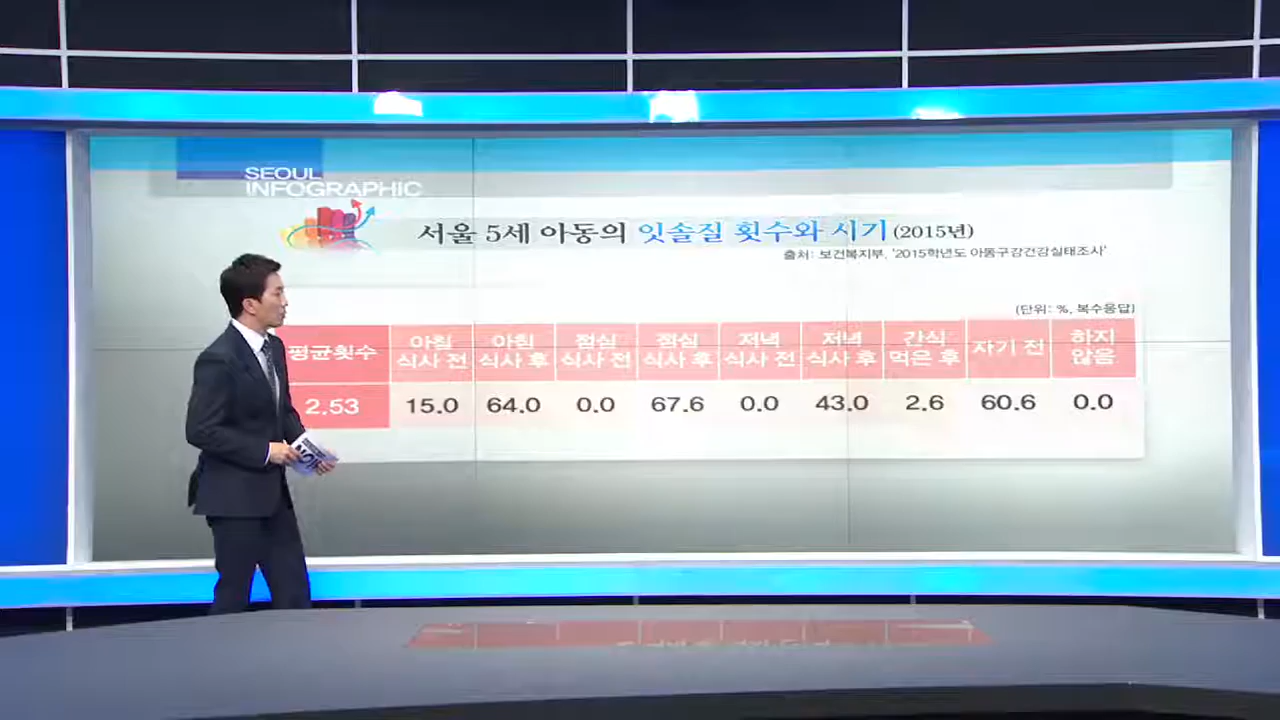 SEOUL
INFOGRAPHIC
서울 5세 아동의 잇솔질 횟수와 시기 (2015년)
출처: 보건복지부, '2015학년도 아동구강건강실태조사'
(단위: %, 복수응답)
평균횟수 아침 식사 전 아침 식사 후 점심 식사 전 점심 식사 후 저녁 식사 전 저녁 식사 후 간식 먹은 후 자기 전 하지 않음
2.53 15.0 64.0 0.0 67.6 0.0 43.0 2.6 60.6 0.0